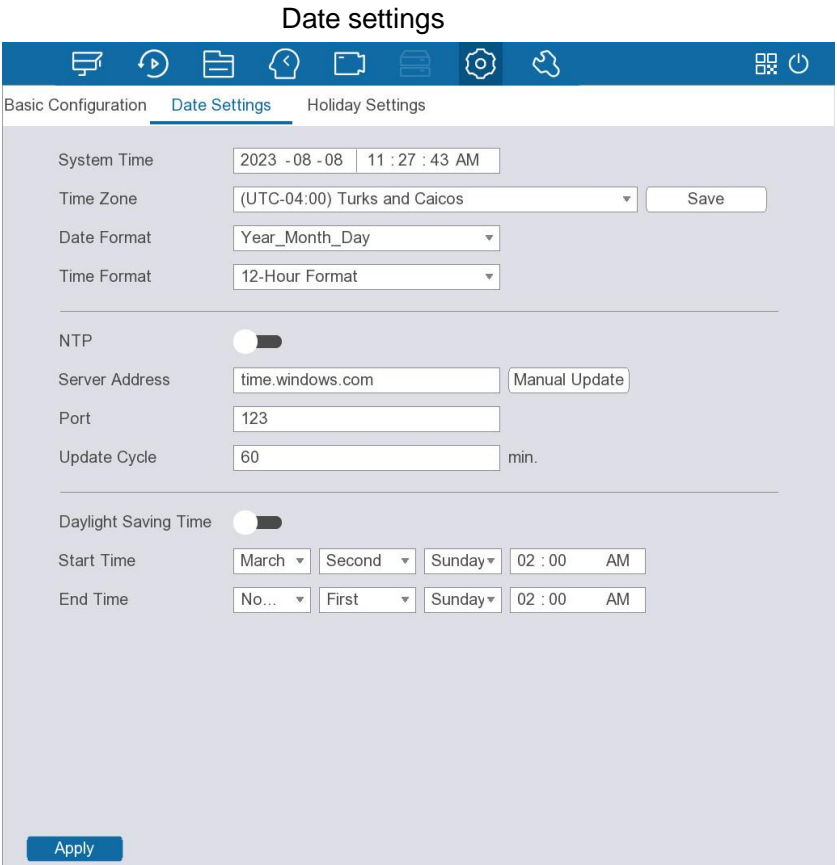 Date settings
Basic Configuration Date Settings Holiday Settings
System Time 2023 - 08 - 08 11 : 27 : 43 AM
Time Zone (UTC-04:00) Turks and Caicos Save
Date Format Year_Month_Day
Time Format 12-Hour Format
NTP
Server Address time.windows.com Manual Update
Port 123
Update Cycle 60 min.
Daylight Saving Time
Start Time March Second Sunday 02 : 00 AM
End Time No... First Sunday 02 : 00 AM
Apply